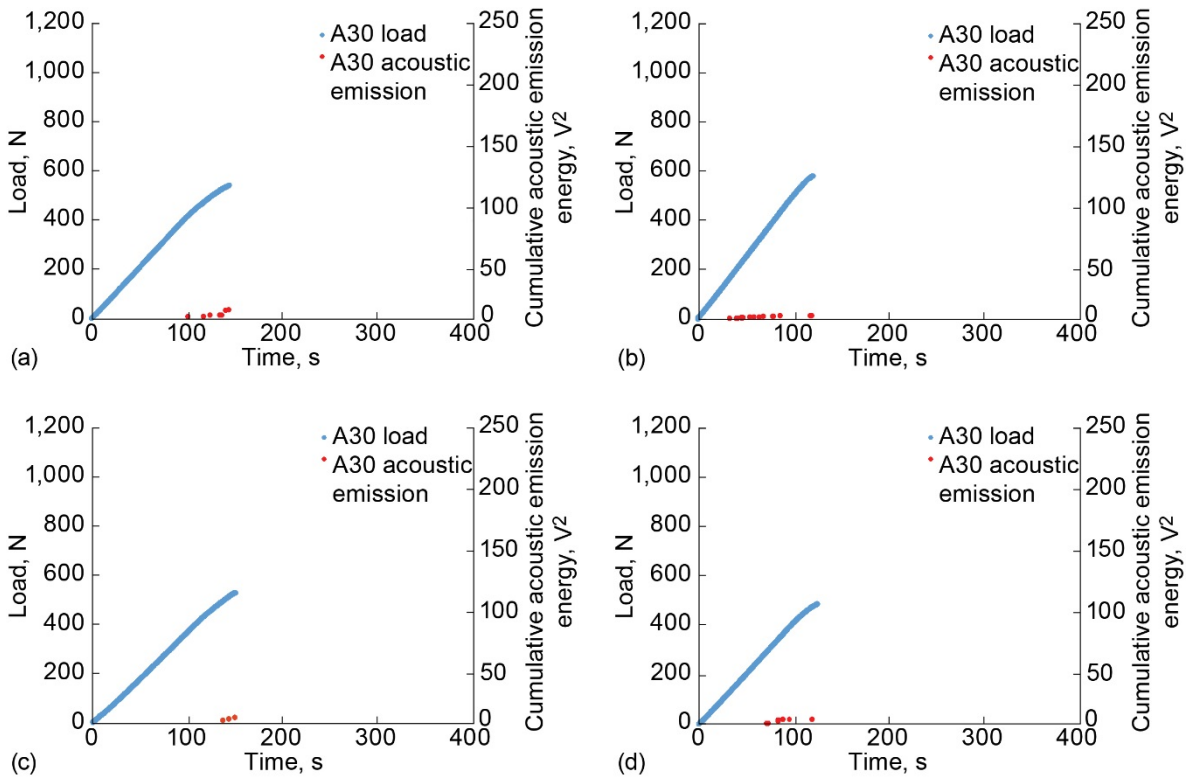 1,200
1,000
800
600
400
200
0
Load, N
0
100
200
300
400
Time, s
250
200
150
100
50
0
Cumulative acoustic emission
energy, V²
A30 load
A30 acoustic
emission
(a)
1,200
1,000
800
600
400
200
0
Load, N
0
100
200
300
400
Time, s
250
200
150
100
50
0
Cumulative acoustic emission
energy, V²
A30 load
A30 acoustic
emission
(b)
1,200
1,000
800
600
400
200
0
Load, N
0
100
200
300
400
Time, s
250
200
150
100
50
0
Cumulative acoustic emission
energy, V²
A30 load
A30 acoustic
emission
(c)
1,200
1,000
800
600
400
200
0
Load, N
0
100
200
300
400
Time, s
250
200
150
100
50
0
Cumulative acoustic emission
energy, V²
A30 load
A30 acoustic
emission
(d)